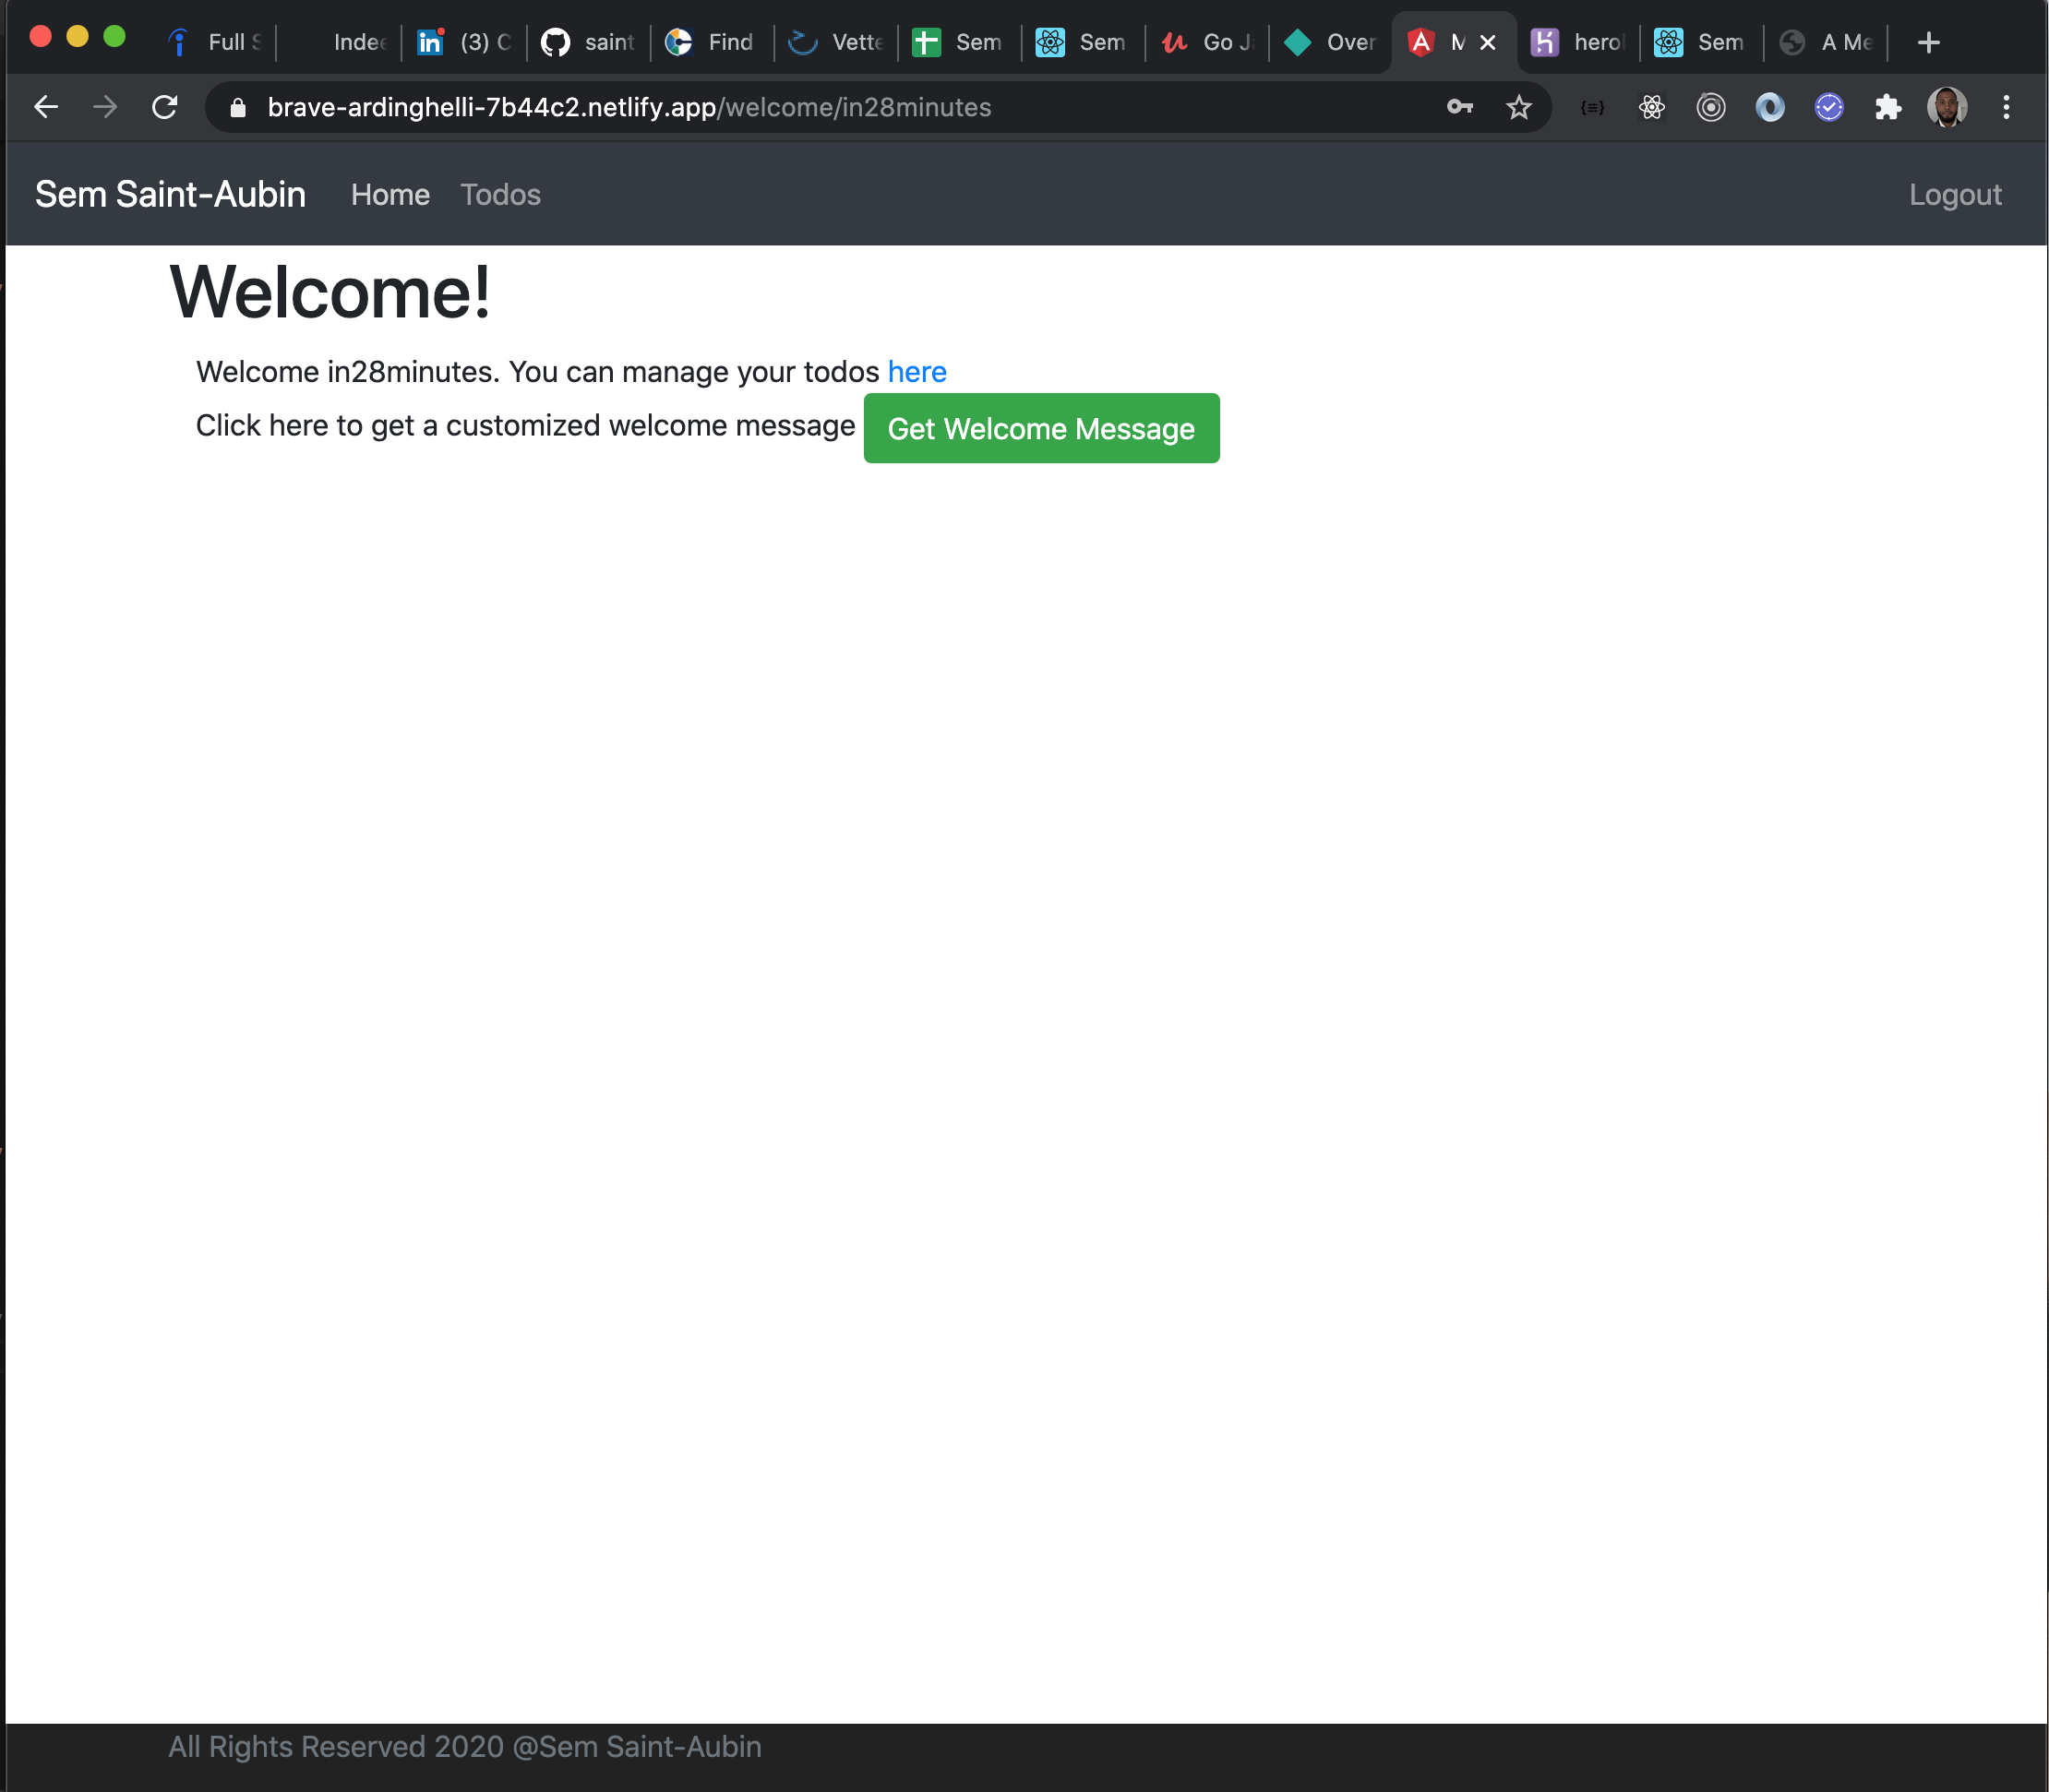 Full S Indee (3) C saint Find Vette Sem Sem Go J Over M hero Sem A Me
brave-ardinghelli-7b44c2.netlify.app/welcome/in28minutes
Sem Saint-Aubin Home Todos Logout
Welcome!
Welcome in28minutes. You can manage your todos here
Click here to get a customized welcome message Get Welcome Message
All Rights Reserved 2020 @Sem Saint-Aubin